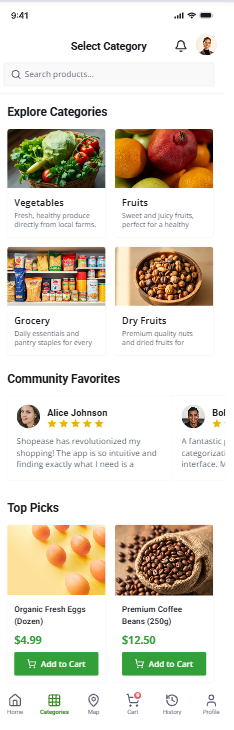 9:41
Select Category
Search products...
Explore Categories
Vegetables
Fresh, healthy produce
directly from local farms.
Fruits
Sweet and juicy fruits,
perfect for a healthy
Grocery
Daily essentials and
pantry staples for every
Dry Fruits
Premium quality nuts
and dried fruits for
Community Favorites
Alice Johnson
Shopease has revolutionized my
shopping! The app is so intuitive and
finding exactly what I need is a
Bol
A fantastic
categorizati
interface. M
Top Picks
Organic Fresh Eggs
(Dozen)
$4.99
Add to Cart
Premium Coffee
Beans (250g)
$12.50
Add to Cart
Home
Categories
Map
Cart
History
Profile